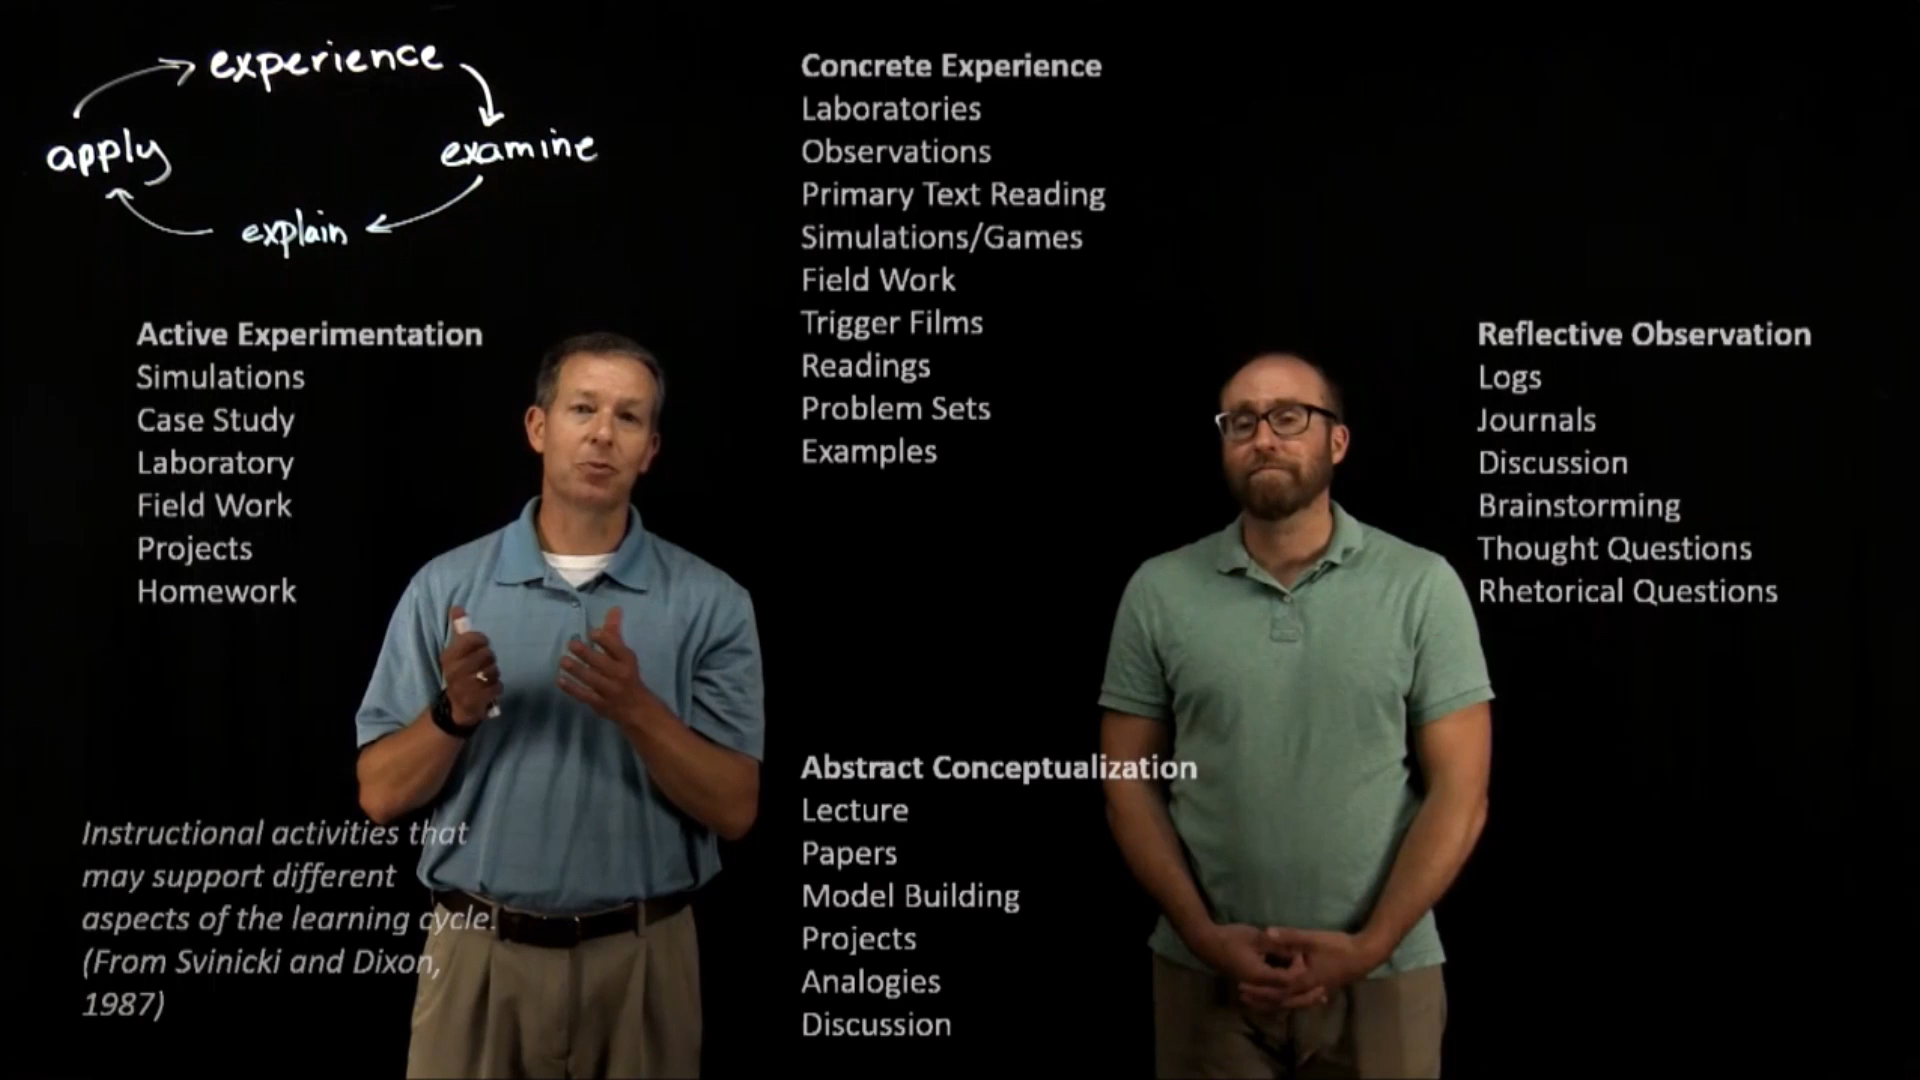 experience
apply
examine
explain
Concrete Experience
Laboratories
Observations
Primary Text Reading
Simulations/Games
Field Work
Trigger Films
Readings
Problem Sets
Examples
Active Experimentation
Simulations
Case Study
Laboratory
Field Work
Projects
Homework
Reflective Observation
Logs
Journals
Discussion
Brainstorming
Thought Questions
Rhetorical Questions
Abstract Conceptualization
Lecture
Papers
Model Building
Projects
Analogies
Discussion
Instructional activities that
may support different
aspects of the learning cycle.
(From Svinicki and Dixon,
1987)